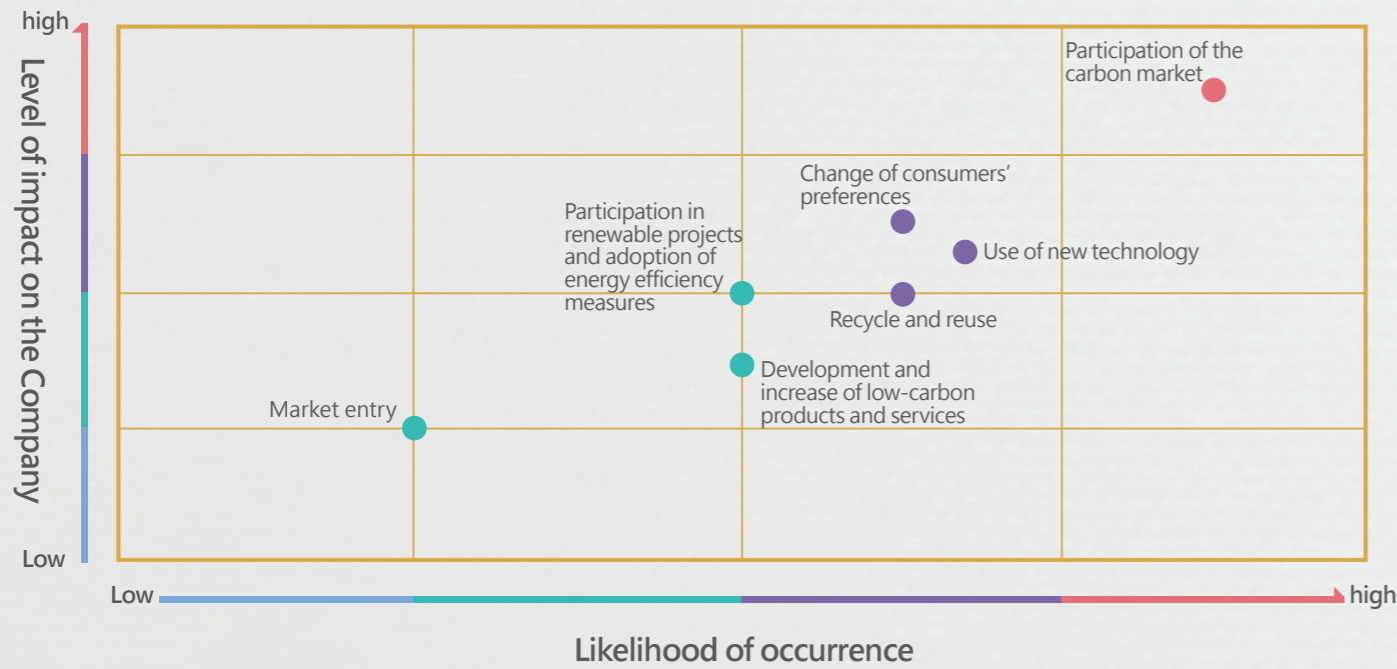 high
Level of impact on the Company
Low
Participation of the
carbon market
Change of consumers’
preferences
Participation in
renewable projects
and adoption of
energy efficiency
measures
Use of new technology
Recycle and reuse
Development and
increase of low-carbon
products and services
Market entry
Low
high
Likelihood of occurrence